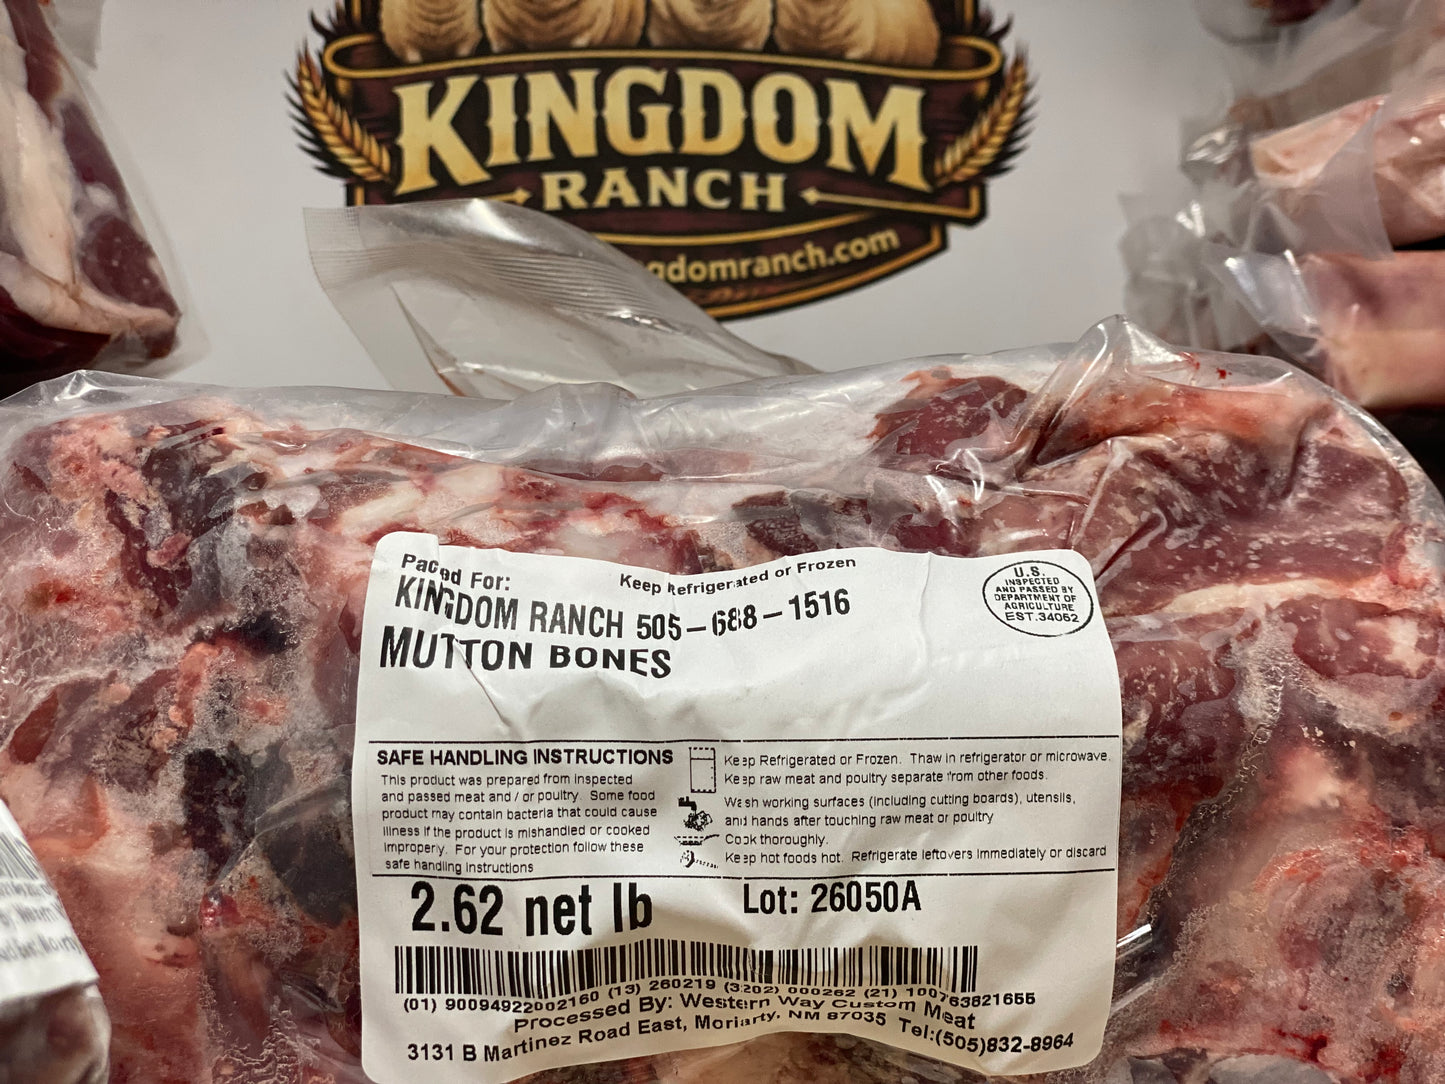 KINGDOM
RANCH
gdomranch.com
Paced For:
Keep Refrigerated or Frozen
KINGDOM RANCH 505-688-1516
MUTTON BONES
U.S.
INSPECTED
AND PASSED BY
DEPARTMENT OF
AGRICULTURE
EST.34052
SAFE HANDLING INSTRUCTIONS
This product was prepared from inspected
and passed meat and / or poultry. Some food
product may contain bacteria that could cause
illness if the product is mishandled or cooked
improperly. For your protection follow these
safe handling instructions
Keep Refrigerated or Frozen. Thaw in refrigerator or microwave.
Keep raw meat and poultry separate from other foods.
Wash working surfaces (including cutting boards), utensils,
and hands after touching raw meat or poultry
Cook thoroughly.
Keep hot foods hot. Refrigerate leftovers immediately or discard
2.62 net lb
Lot: 26050A
(01) 90094922002160 (13) 260219 (3202) 000262 (21) 100763821655
Processed By: Western Way Custom Meat
3131 B Martinez Road East, Moriarty, NM 87035 Tel:(505)832-8964